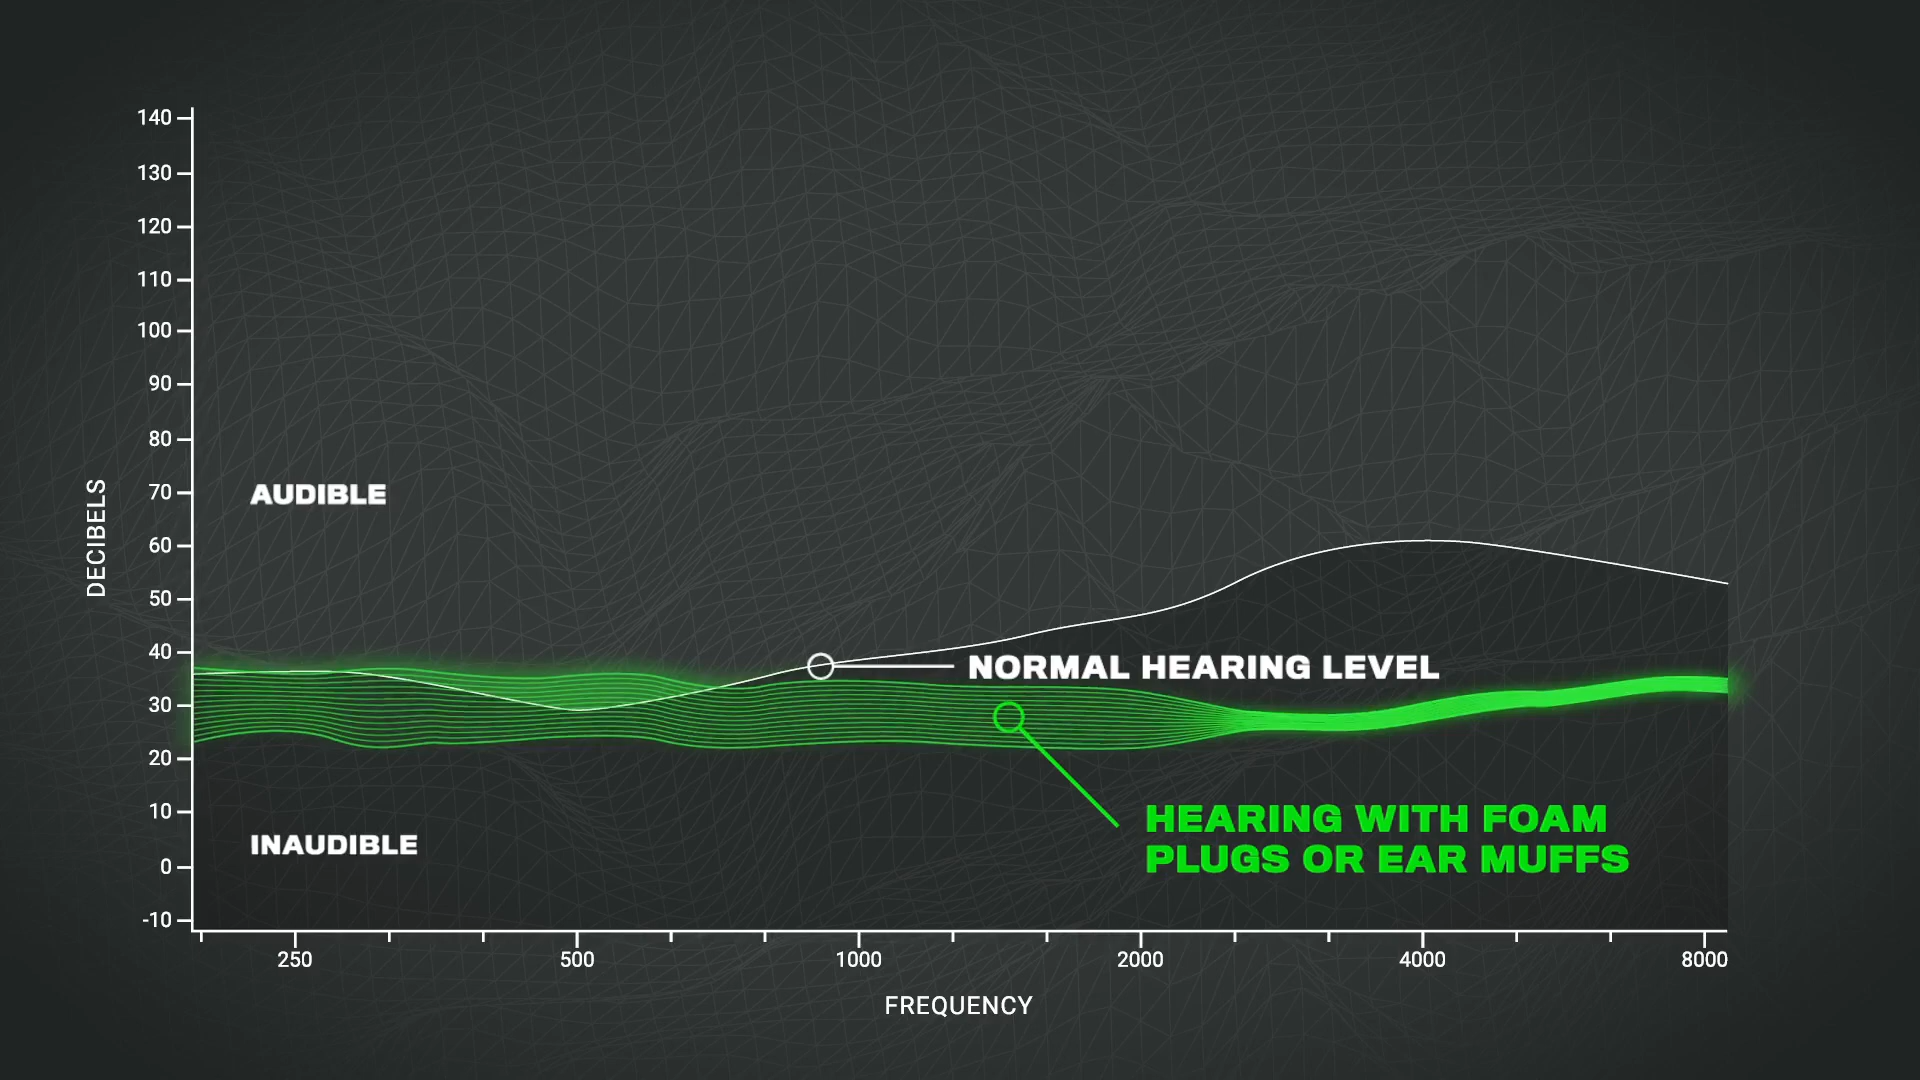 140
130
120
110
100
90
80
70
60
50
40
30
20
10
0
-10
DECIBELS
AUDIBLE
INAUDIBLE
NORMAL HEARING LEVEL
HEARING WITH FOAM
PLUGS OR EAR MUFFS
250 500 1000 2000 4000 8000
FREQUENCY